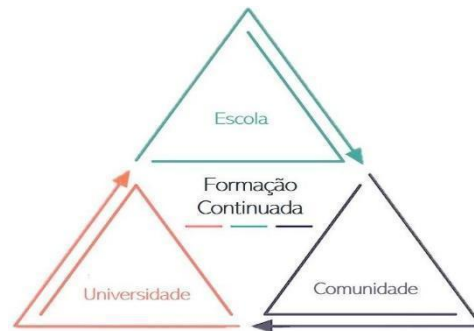 Escola
Formação
Continuada
Universidade
Comunidade